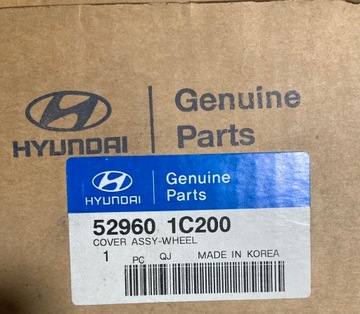 HYUNDAI
Genuine
Parts
HYUNDAI
Genuine
Parts
52960 1C200
COVER ASSY-WHEEL
1 PC QJ MADE IN KOREA